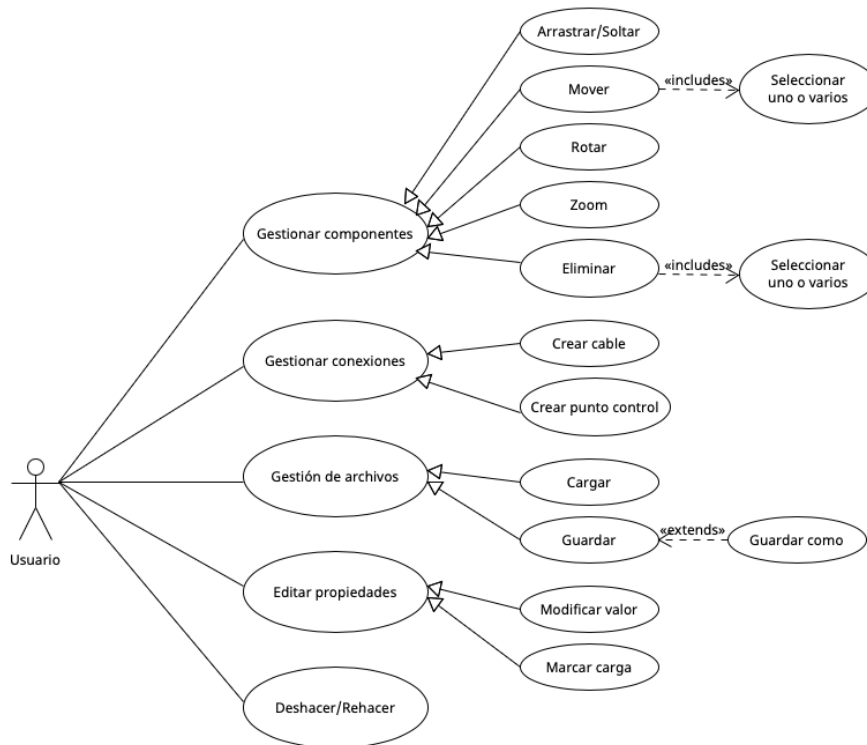 Arrastrar/Soltar
Mover
«includes»
Seleccionar
uno o varios
Rotar
Zoom
Gestionar componentes
Eliminar
«includes»
Seleccionar
uno o varios
Crear cable
Gestionar conexiones
Crear punto control
Gestión de archivos
Cargar
Guardar
«extends»
Guardar como
Usuario
Editar propiedades
Modificar valor
Marcar carga
Deshacer/Rehacer